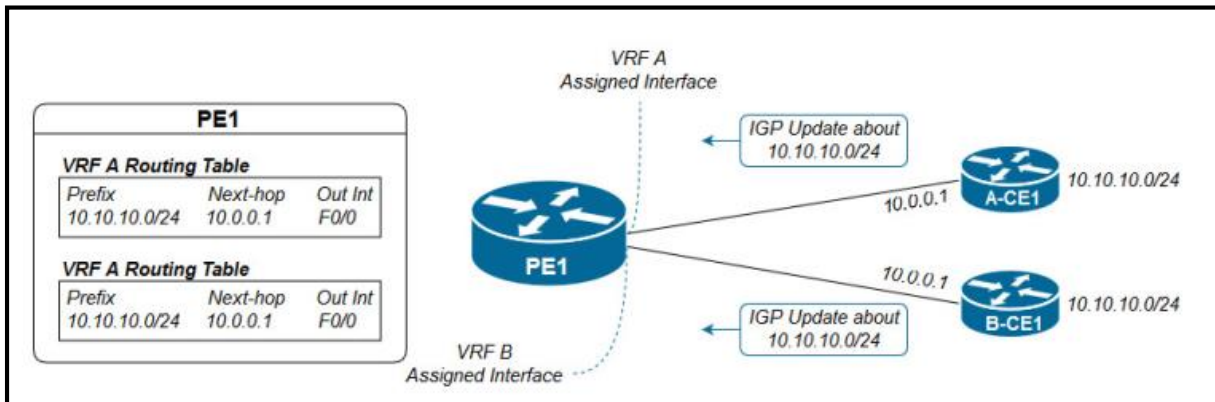 PE1
VRF A Routing Table
Prefix Next-hop Out Int
10.10.10.0/24 10.0.0.1 F0/0
VRF A Routing Table
Prefix Next-hop Out Int
10.10.10.0/24 10.0.0.1 F0/0
VRF A
Assigned Interface
IGP Update about
10.10.10.0/24
PE1
10.0.0.1
A-CE1
10.10.10.0/24
10.0.0.1
B-CE1
10.10.10.0/24
IGP Update about
10.10.10.0/24
VRF B
Assigned Interface